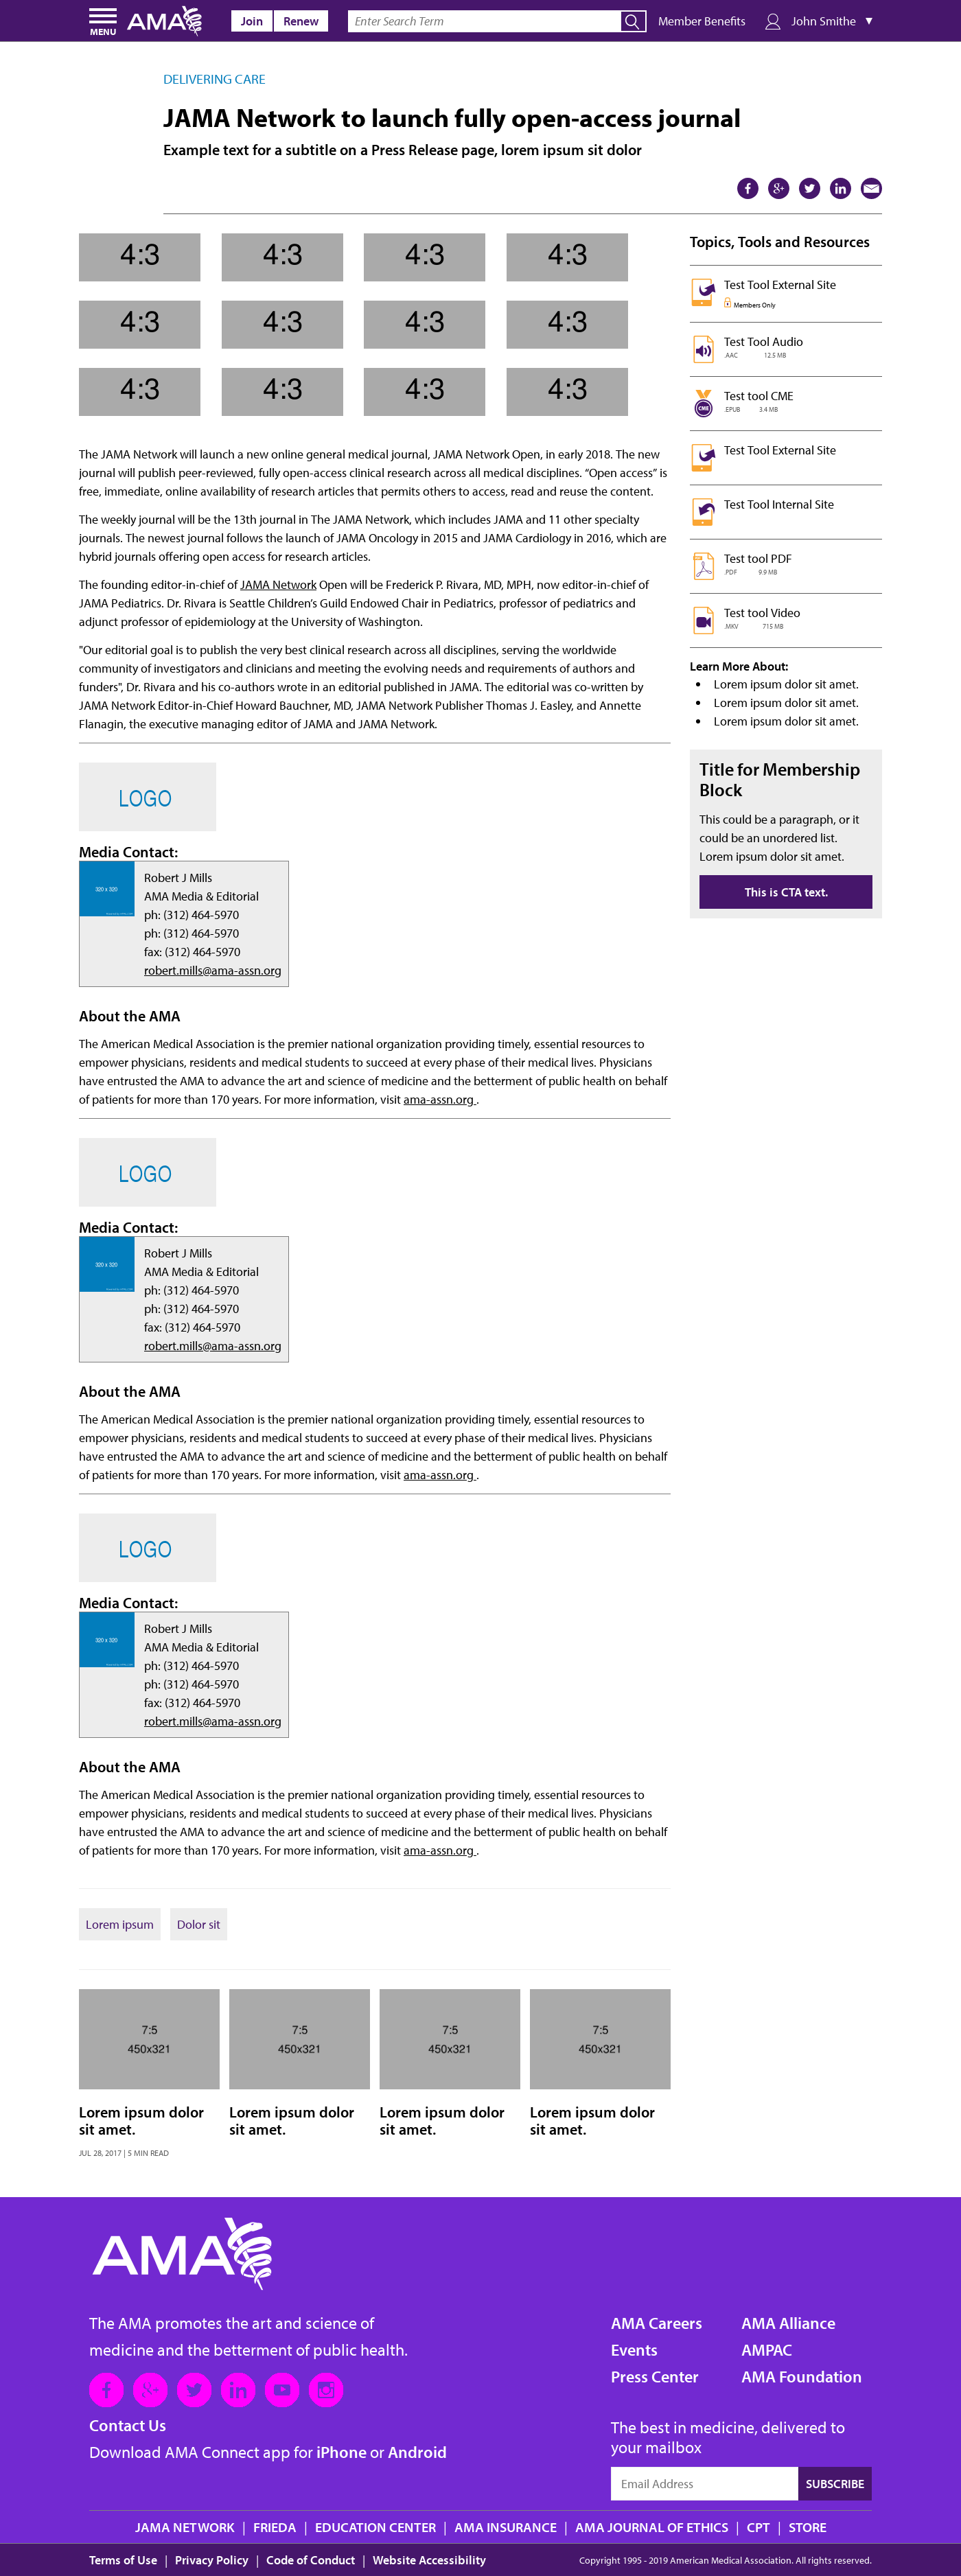 MENU
AMA
Join
Renew
Enter Search Term
Member Benefits
John Smithe ▼
DELIVERING CARE
JAMA Network to launch fully open-access journal
Example text for a subtitle on a Press Release page, lorem ipsum sit dolor
4:3 4:3 4:3 4:3
4:3 4:3 4:3 4:3
4:3 4:3 4:3 4:3
The JAMA Network will launch a new online general medical journal, JAMA Network Open, in early 2018. The new
journal will publish peer-reviewed, fully open-access clinical research across all medical disciplines. “Open access” is
free, immediate, online availability of research articles that permits others to access, read and reuse the content.
The weekly journal will be the 13th journal in The JAMA Network, which includes JAMA and 11 other specialty
journals. The newest journal follows the launch of JAMA Oncology in 2015 and JAMA Cardiology in 2016, which are
hybrid journals offering open access for research articles.
The founding editor-in-chief of JAMA Network Open will be Frederick P. Rivara, MD, MPH, now editor-in-chief of
JAMA Pediatrics. Dr. Rivara is Seattle Children’s Guild Endowed Chair in Pediatrics, professor of pediatrics and
adjunct professor of epidemiology at the University of Washington.
"Our editorial goal is to publish the very best clinical research across all disciplines, serving the worldwide
community of investigators and clinicians and meeting the evolving needs and requirements of authors and
funders", Dr. Rivara and his co-authors wrote in an editorial published in JAMA. The editorial was co-written by
JAMA Network Editor-in-Chief Howard Bauchner, MD, JAMA Network Publisher Thomas J. Easley, and Annette
Flanagin, the executive managing editor of JAMA and JAMA Network.
LOGO
Media Contact:
320 x 320
Robert J Mills
AMA Media & Editorial
ph: (312) 464-5970
ph: (312) 464-5970
fax: (312) 464-5970
robert.mills@ama-assn.org
About the AMA
The American Medical Association is the premier national organization providing timely, essential resources to
empower physicians, residents and medical students to succeed at every phase of their medical lives. Physicians
have entrusted the AMA to advance the art and science of medicine and the betterment of public health on behalf
of patients for more than 170 years. For more information, visit ama-assn.org .
LOGO
Media Contact:
320 x 320
Robert J Mills
AMA Media & Editorial
ph: (312) 464-5970
ph: (312) 464-5970
fax: (312) 464-5970
robert.mills@ama-assn.org
About the AMA
The American Medical Association is the premier national organization providing timely, essential resources to
empower physicians, residents and medical students to succeed at every phase of their medical lives. Physicians
have entrusted the AMA to advance the art and science of medicine and the betterment of public health on behalf
of patients for more than 170 years. For more information, visit ama-assn.org .
LOGO
Media Contact:
320 x 320
Robert J Mills
AMA Media & Editorial
ph: (312) 464-5970
ph: (312) 464-5970
fax: (312) 464-5970
robert.mills@ama-assn.org
About the AMA
The American Medical Association is the premier national organization providing timely, essential resources to
empower physicians, residents and medical students to succeed at every phase of their medical lives. Physicians
have entrusted the AMA to advance the art and science of medicine and the betterment of public health on behalf
of patients for more than 170 years. For more information, visit ama-assn.org .
Lorem ipsum
Dolor sit
7:5 7:5 7:5 7:5
450x321 450x321 450x321 450x321
Lorem ipsum dolor Lorem ipsum dolor Lorem ipsum dolor Lorem ipsum dolor
sit amet. sit amet. sit amet. sit amet.
JUL 28, 2017 | 5 MIN READ
Topics, Tools and Resources
Test Tool External Site
Members Only
Test Tool Audio
.AAC 12.5 MB
Test tool CME
CME
.EPUB 3.4 MB
Test Tool External Site
Test Tool Internal Site
Test tool PDF
.PDF 9.9 MB
Test tool Video
.MKV 715 MB
Learn More About:
• Lorem ipsum dolor sit amet.
• Lorem ipsum dolor sit amet.
• Lorem ipsum dolor sit amet.
Title for Membership
Block
This could be a paragraph, or it
could be an unordered list.
Lorem ipsum dolor sit amet.
This is CTA text.
AMA
The AMA promotes the art and science of
medicine and the betterment of public health.
Contact Us
Download AMA Connect app for iPhone or Android
AMA Careers
Events
Press Center
AMA Alliance
AMPAC
AMA Foundation
The best in medicine, delivered to
your mailbox
Email Address
SUBSCRIBE
JAMA NETWORK | FRIEDA | EDUCATION CENTER | AMA INSURANCE | AMA JOURNAL OF ETHICS | CPT | STORE
Terms of Use | Privacy Policy | Code of Conduct | Website Accessibility
Copyright 1995 - 2019 American Medical Association. All rights reserved.